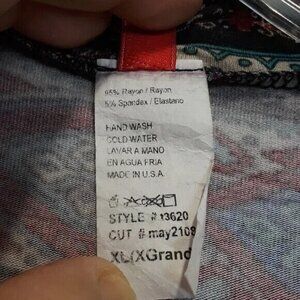 95% Rayon / Rayon
5% Spandex / Elastano
HAND WASH
COLD WATER
LAVAR A MANO
EN AGUA FRIA
MADE IN U.S.A.
STYLE # 13620
CUT # may2109
XL/XGrand